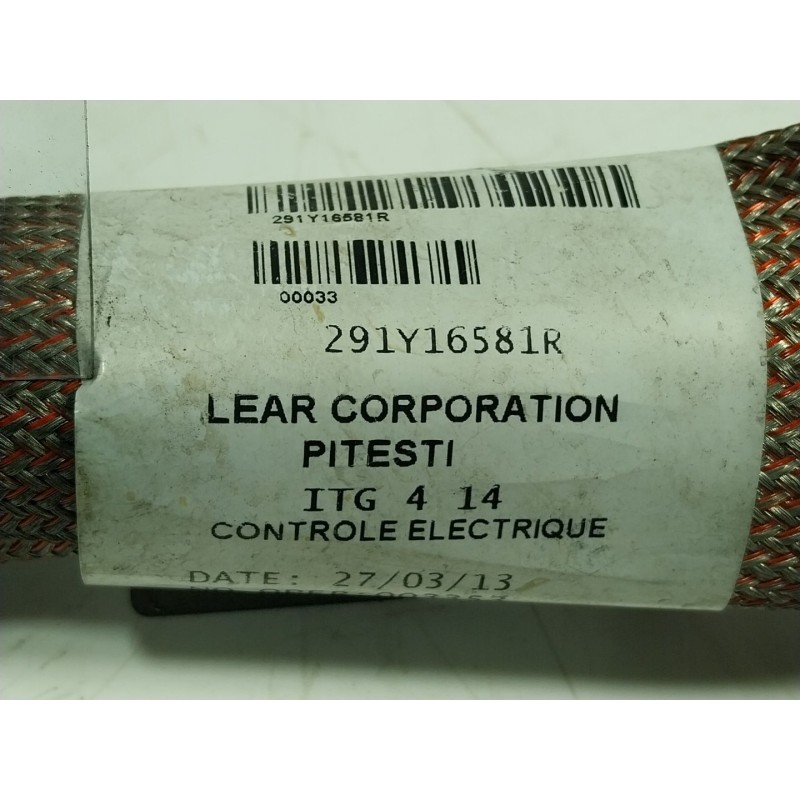 291Y16581R
00033
291Y16581R
LEAR CORPORATION
PITESTI
ITG 4 14
CONTROLE ELECTRIQUE
DATE: 27/03/13